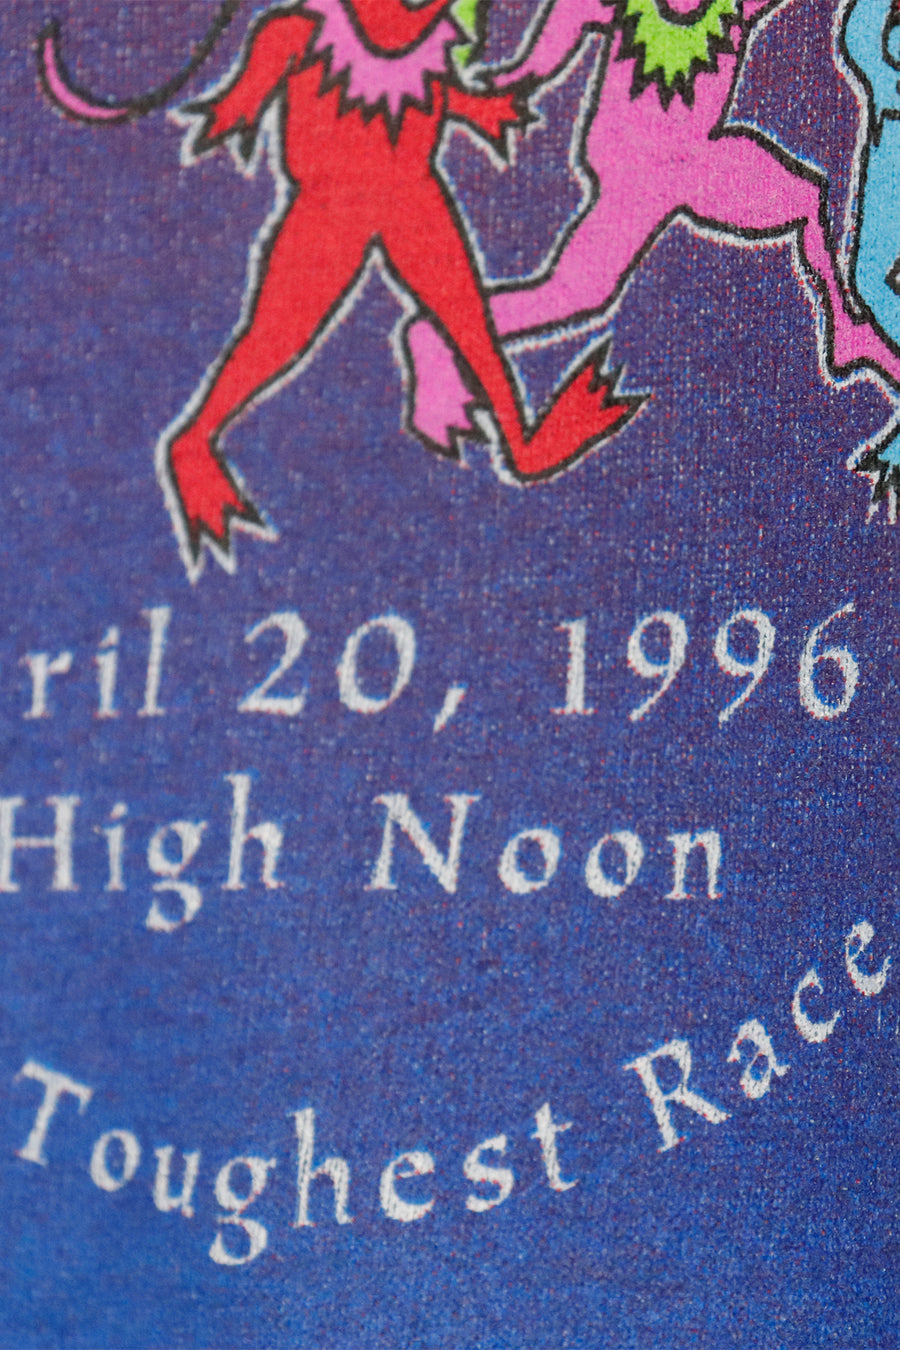 ril 20, 1996
High Noon
Toughest Race